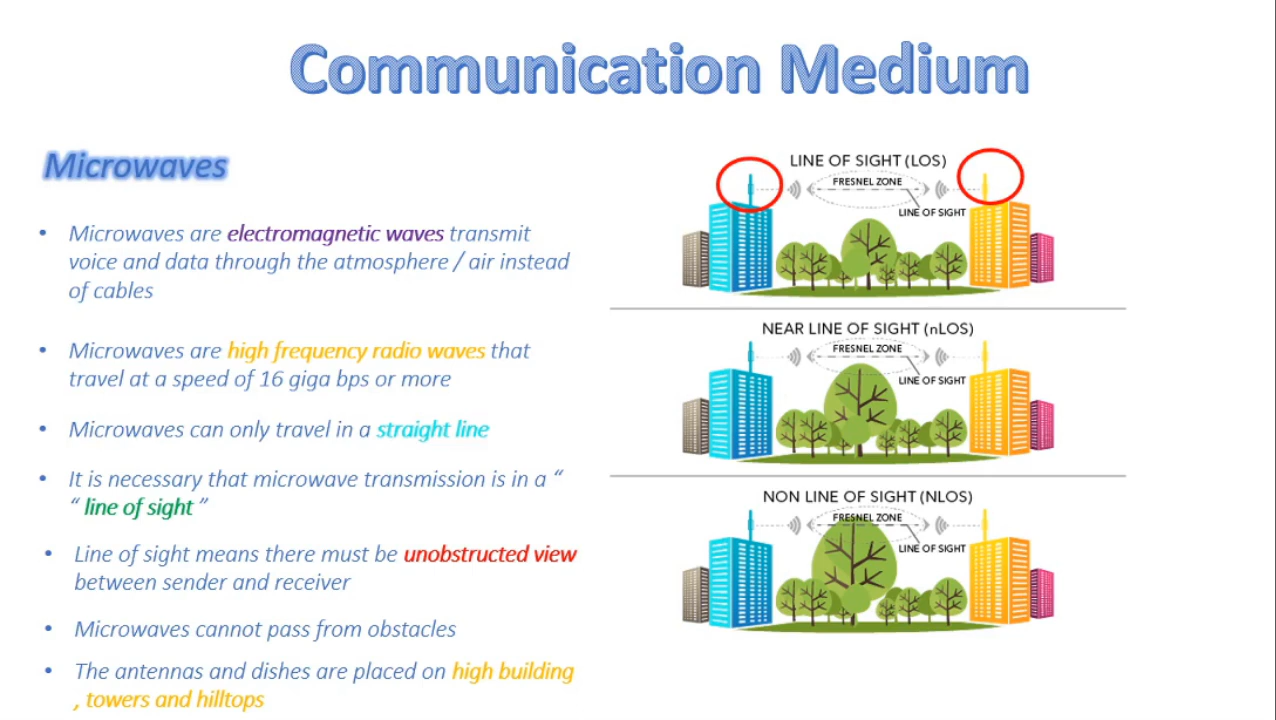 Communication Medium
Microwaves
• Microwaves are electromagnetic waves transmit
voice and data through the atmosphere / air instead
of cables
• Microwaves are high frequency radio waves that
travel at a speed of 16 giga bps or more
• Microwaves can only travel in a straight line
• It is necessary that microwave transmission is in a “
“ line of sight ”
• Line of sight means there must be unobstructed view
between sender and receiver
• Microwaves cannot pass from obstacles
• The antennas and dishes are placed on high building
, towers and hilltops
LINE OF SIGHT (LOS)
FRESNEL ZONE
LINE OF SIGHT
NEAR LINE OF SIGHT (nLOS)
FRESNEL ZONE
LINE OF SIGHT
NON LINE OF SIGHT (NLOS)
FRESNEL ZONE
LINE OF SIGHT